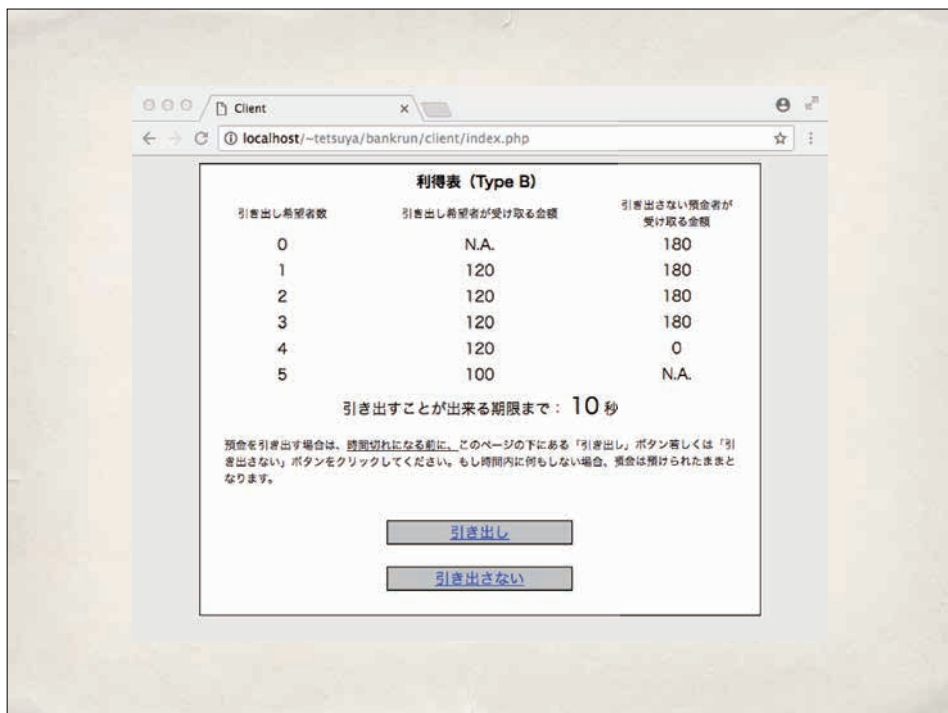 Client
localhost/~tetsuya/bankrun/client/index.php
利得表（Type B）
引き出し希望者数 引き出し希望者が受け取る金額 引き出さない預金者が
受け取る金額
0 N.A. 180
1 120 180
2 120 180
3 120 180
4 120 0
5 100 N.A.
引き出すことが出来る期限まで： 10 秒
預金を引き出す場合は、時間切れになる前に、このページの下にある「引き出し」ボタン若しくは「引
き出さない」ボタンをクリックしてください。もし時間内に何もしない場合、預金は預けられたままと
なります。
引き出し
引き出さない